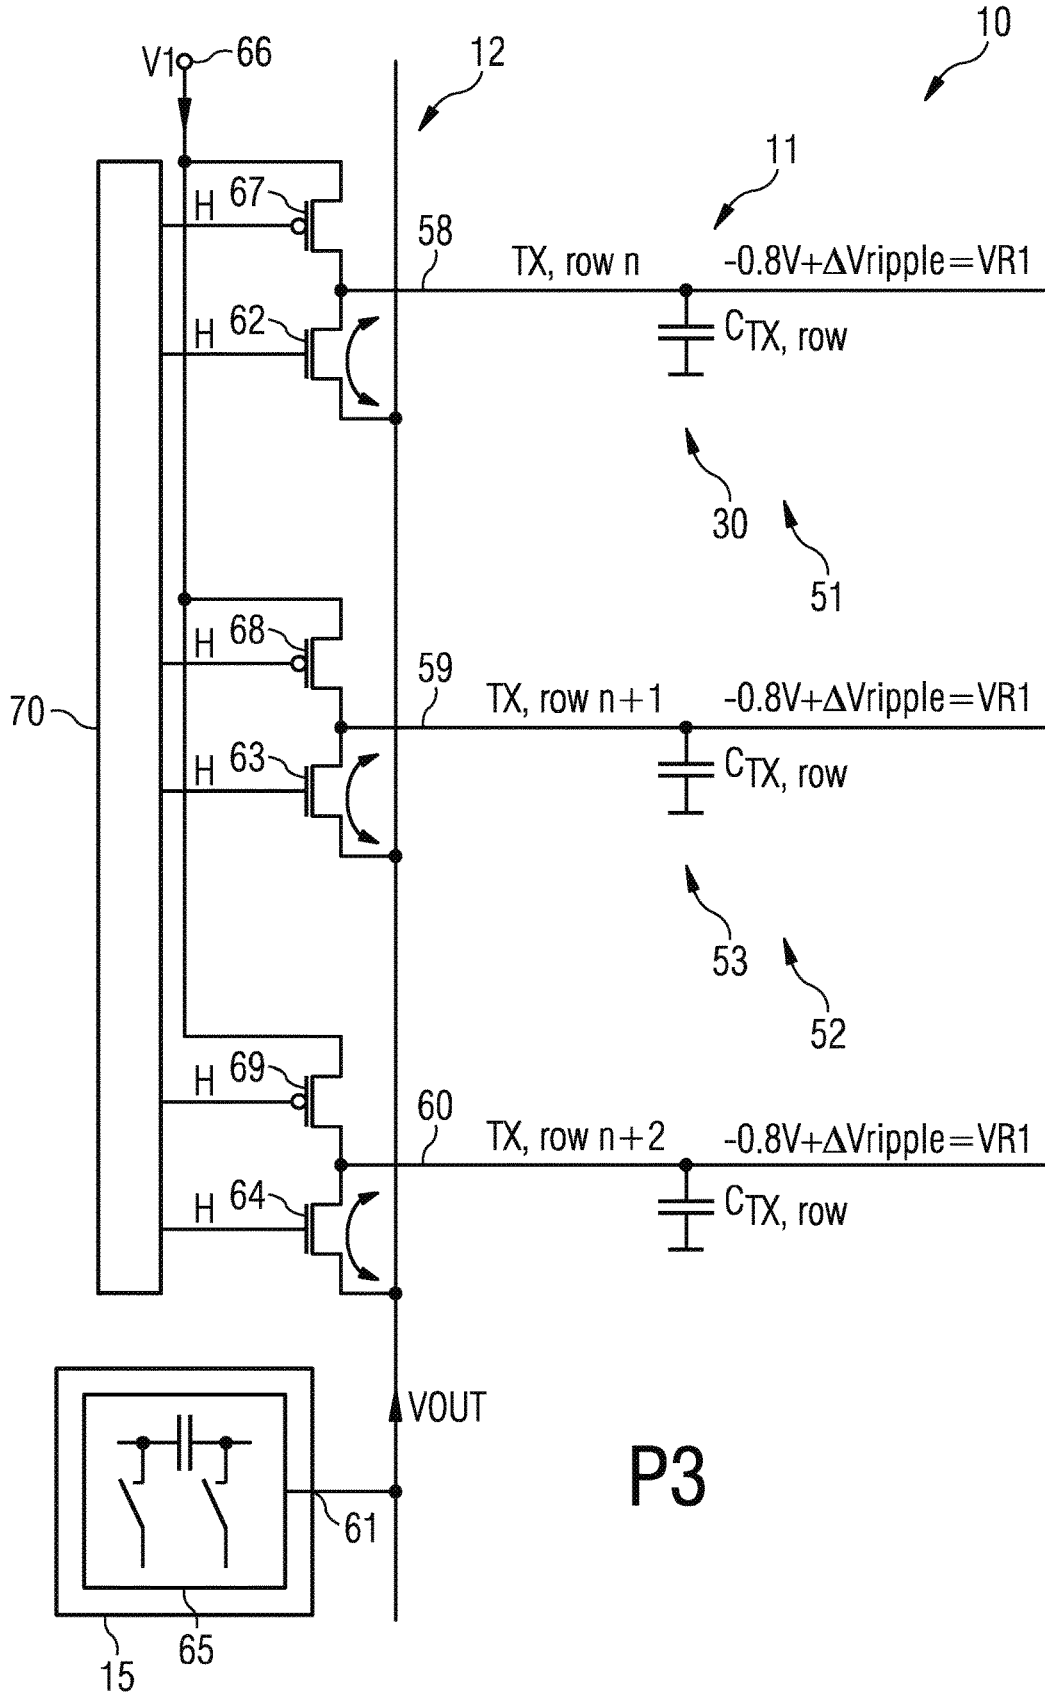 10
V1 66 12
11
H 67
58 TX, row n -0.8V+ΔVripple=VR1
H 62
CTX, row
30
51
H 68
59 TX, row n+1 -0.8V+ΔVripple=VR1
70
H 63
CTX, row
53
52
H 69
60 TX, row n+2 -0.8V+ΔVripple=VR1
H 64
CTX, row
VOUT
P3
61
65
15